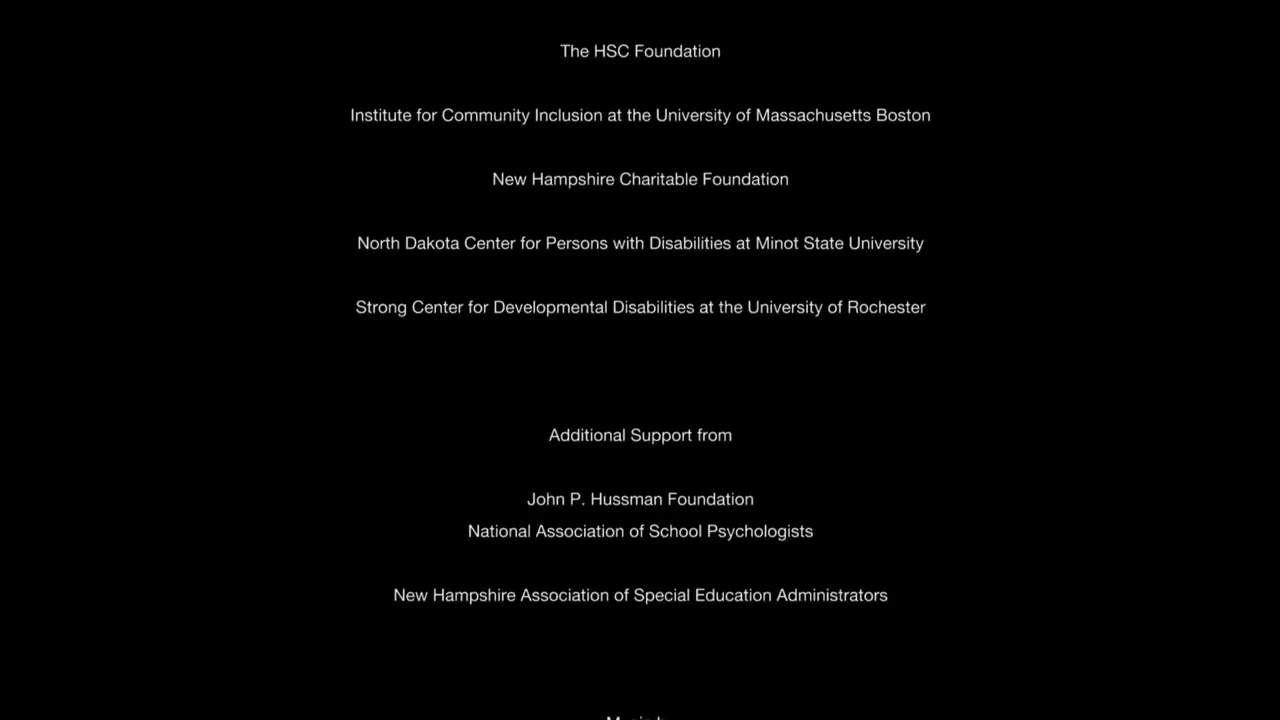 The HSC Foundation
Institute for Community Inclusion at the University of Massachusetts Boston
New Hampshire Charitable Foundation
North Dakota Center for Persons with Disabilities at Minot State University
Strong Center for Developmental Disabilities at the University of Rochester
Additional Support from
John P. Hussman Foundation
National Association of School Psychologists
New Hampshire Association of Special Education Administrators